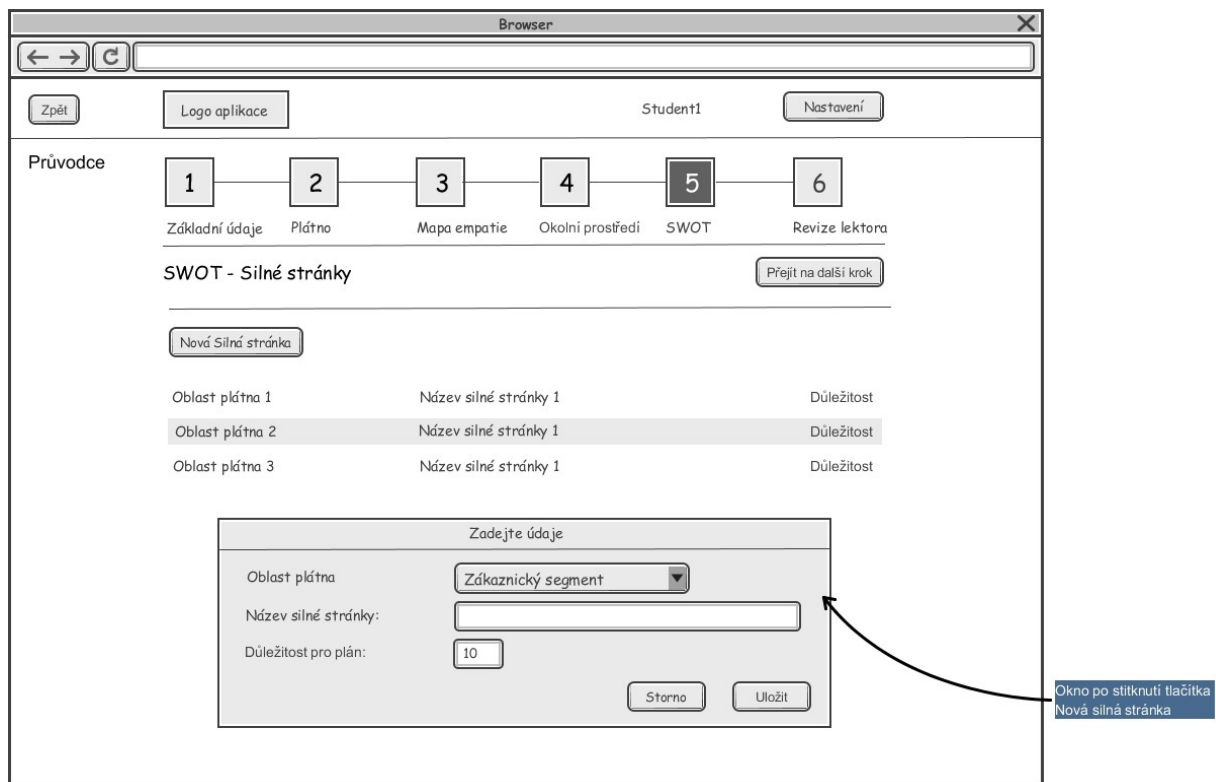 Browser
Zpět
Logo aplikace
Student1
Nastavení
Průvodce
1 2 3 4 5 6
Základní údaje Plátno Mapa empatie Okolní prostředí SWOT Revize lektora
SWOT - Silné stránky
Přejít na další krok
Nová Silná stránka
Oblast plátna 1 Název silné stránky 1 Důležitost
Oblast plátna 2 Název silné stránky 1 Důležitost
Oblast plátna 3 Název silné stránky 1 Důležitost
Zadejte údaje
Oblast plátna Zákaznický segment
Název silné stránky:
Důležitost pro plán: 10
Storno Uložit
Okno po stitknutí tlačítka
Nová silná stránka